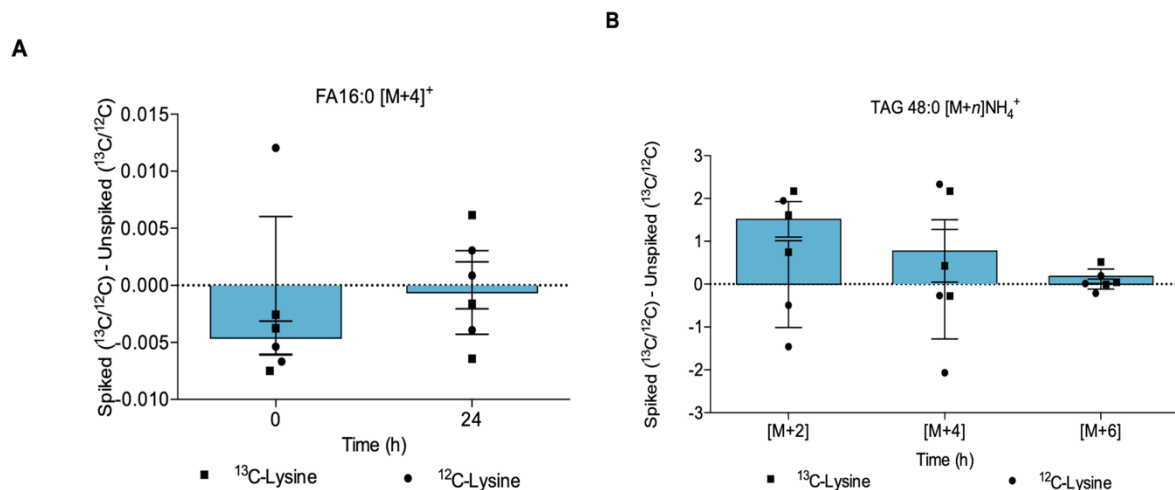 A
FA16:0 [M+4]⁺
Spiked (¹³C/¹²C) - Unspiked (¹³C/¹²C)
0.015
0.010
0.005
0.000
-0.005
-0.010
0
24
Time (h)
¹³C-Lysine
¹²C-Lysine
B
TAG 48:0 [M+n]NH₄⁺
Spiked (¹³C/¹²C) - Unspiked (¹³C/¹²C)
3
2
1
0
-1
-2
-3
[M+2]
[M+4]
[M+6]
Time (h)
¹³C-Lysine
¹²C-Lysine